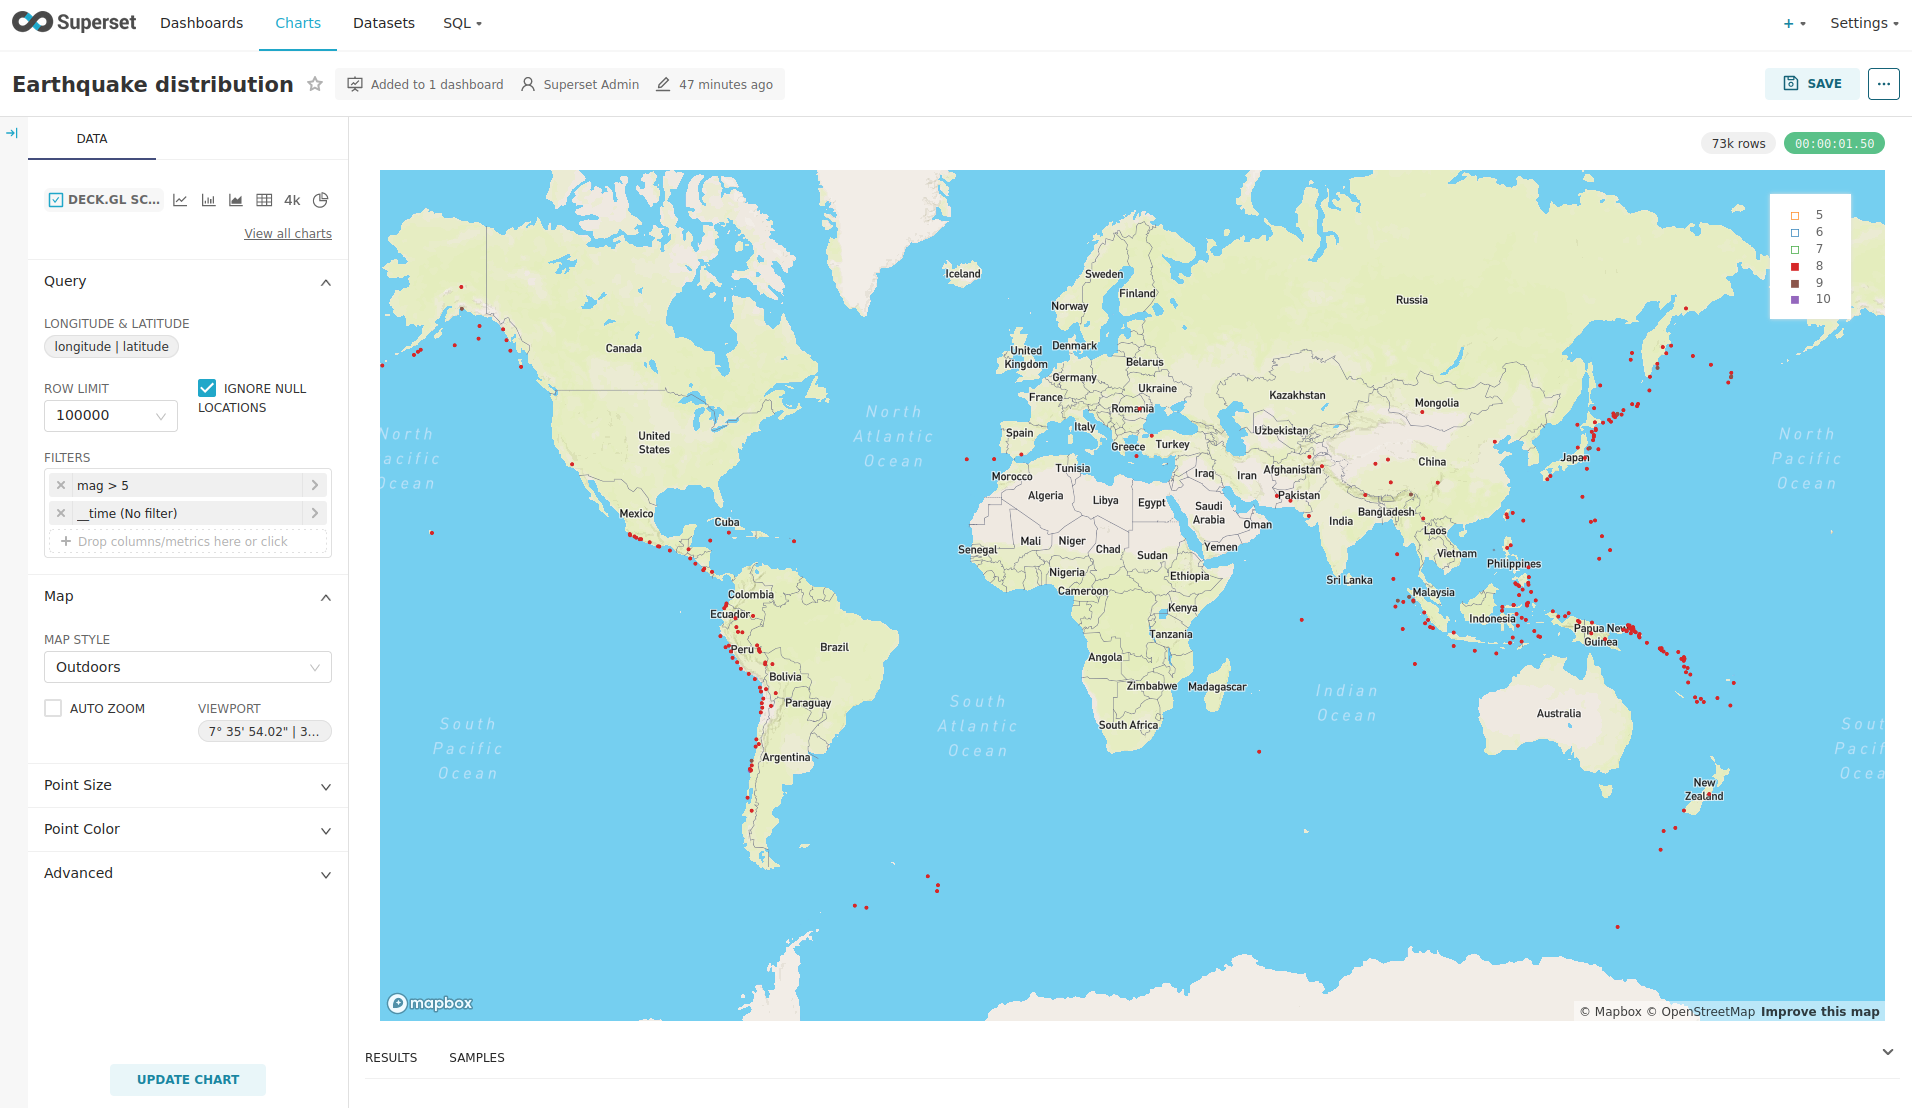 Superset Dashboards Charts Datasets SQL + Settings
Earthquake distribution Added to 1 dashboard Superset Admin 47 minutes ago SAVE ...
DATA
73k rows 00:00:01.50
DECK.GL SC... 4k
View all charts
Query
LONGITUDE & LATITUDE
longitude | latitude
ROW LIMIT
100000
IGNORE NULL
LOCATIONS
FILTERS
mag > 5
__time (No filter)
+ Drop columns/metrics here or click
Map
MAP STYLE
Outdoors
AUTO ZOOM
VIEWPORT
7° 35' 54.02" | 3...
Point Size
Point Color
Advanced
UPDATE CHART
5
6
7
8
9
10
Iceland
Sweden
Finland
Norway
Russia
Canada
United
Kingdom
Denmark
Belarus
Germany
Ukraine
France
Romania
Kazakhstan
Mongolia
North
Atlantic
Ocean
North
acific
Ocean
United
States
Spain
Italy
Greece
Turkey
Uzbekistan
China
Japan
North
Pacific
Ocean
Morocco
Tunisia
Iraq
Iran
Afghanistan
Algeria
Libya
Egypt
Pakistan
Saudi
Arabia
Oman
India
Bangladesh
Mexico
Cuba
Mali
Niger
Chad
Sudan
Yemen
Laos
Senegal
Vietnam
Philippines
Nigeria
Ethiopia
Sri Lanka
Cameroon
Malaysia
Colombia
Ecuador
Kenya
Indonesia
Papua New
Guinea
Peru
Brazil
Tanzania
Angola
Bolivia
Zimbabwe
Madagascar
Paraguay
South
Atlantic
Ocean
Indian
Ocean
South Africa
Australia
South
Pacific
Ocean
Argentina
New
Zealand
Sout
Pacif
Ocea
mapbox
© Mapbox © OpenStreetMap Improve this map
RESULTS SAMPLES